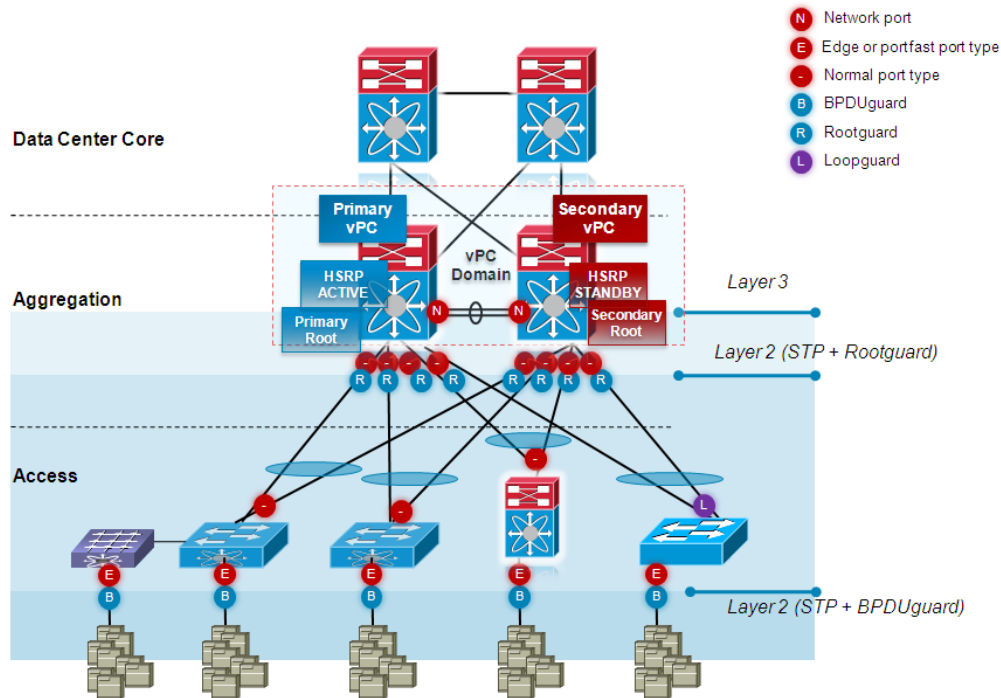 N Network port
E Edge or portfast port type
- Normal port type
B BPDUguard
R Rootguard
L Loopguard
Data Center Core
Primary
vPC
Secondary
vPC
vPC
Domain
HSRP
ACTIVE
HSRP
STANDBY
Primary
Root
Secondary
Root
N N
Aggregation
Layer 3
Layer 2 (STP + Rootguard)
- - - - - - - -
R R R R R R R R
Access
-
- - L
E E E E E
B B B B B
Layer 2 (STP + BPDUguard)